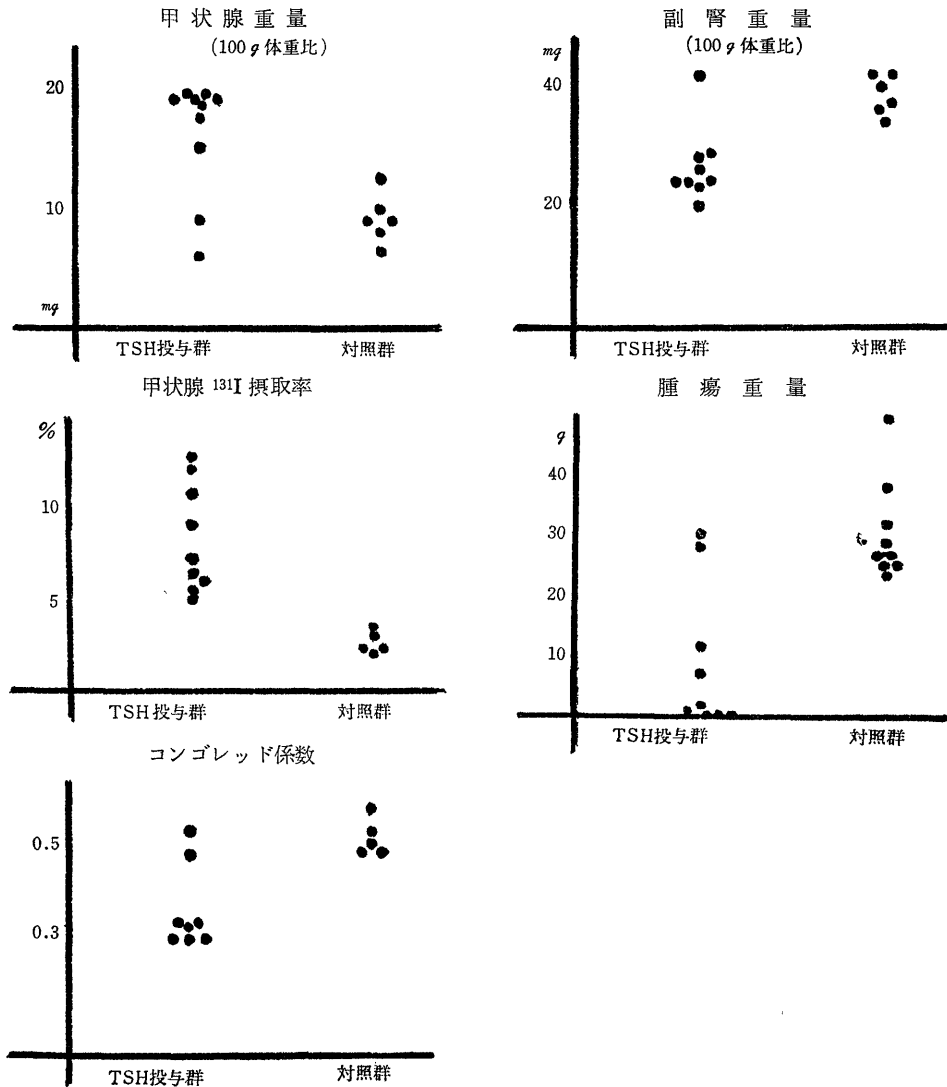 甲状腺重量
(100g体重比)
20
10
mg
TSH投与群 対照群
副腎重量
(100g体重比)
mg
40
20
TSH投与群 対照群
甲状腺 ¹³¹I 摂取率
%
10
5
TSH投与群 対照群
腫瘍重量
g
40
30
20
10
TSH投与群 対照群
コンゴレッド係数
0.5
0.3
TSH投与群 対照群